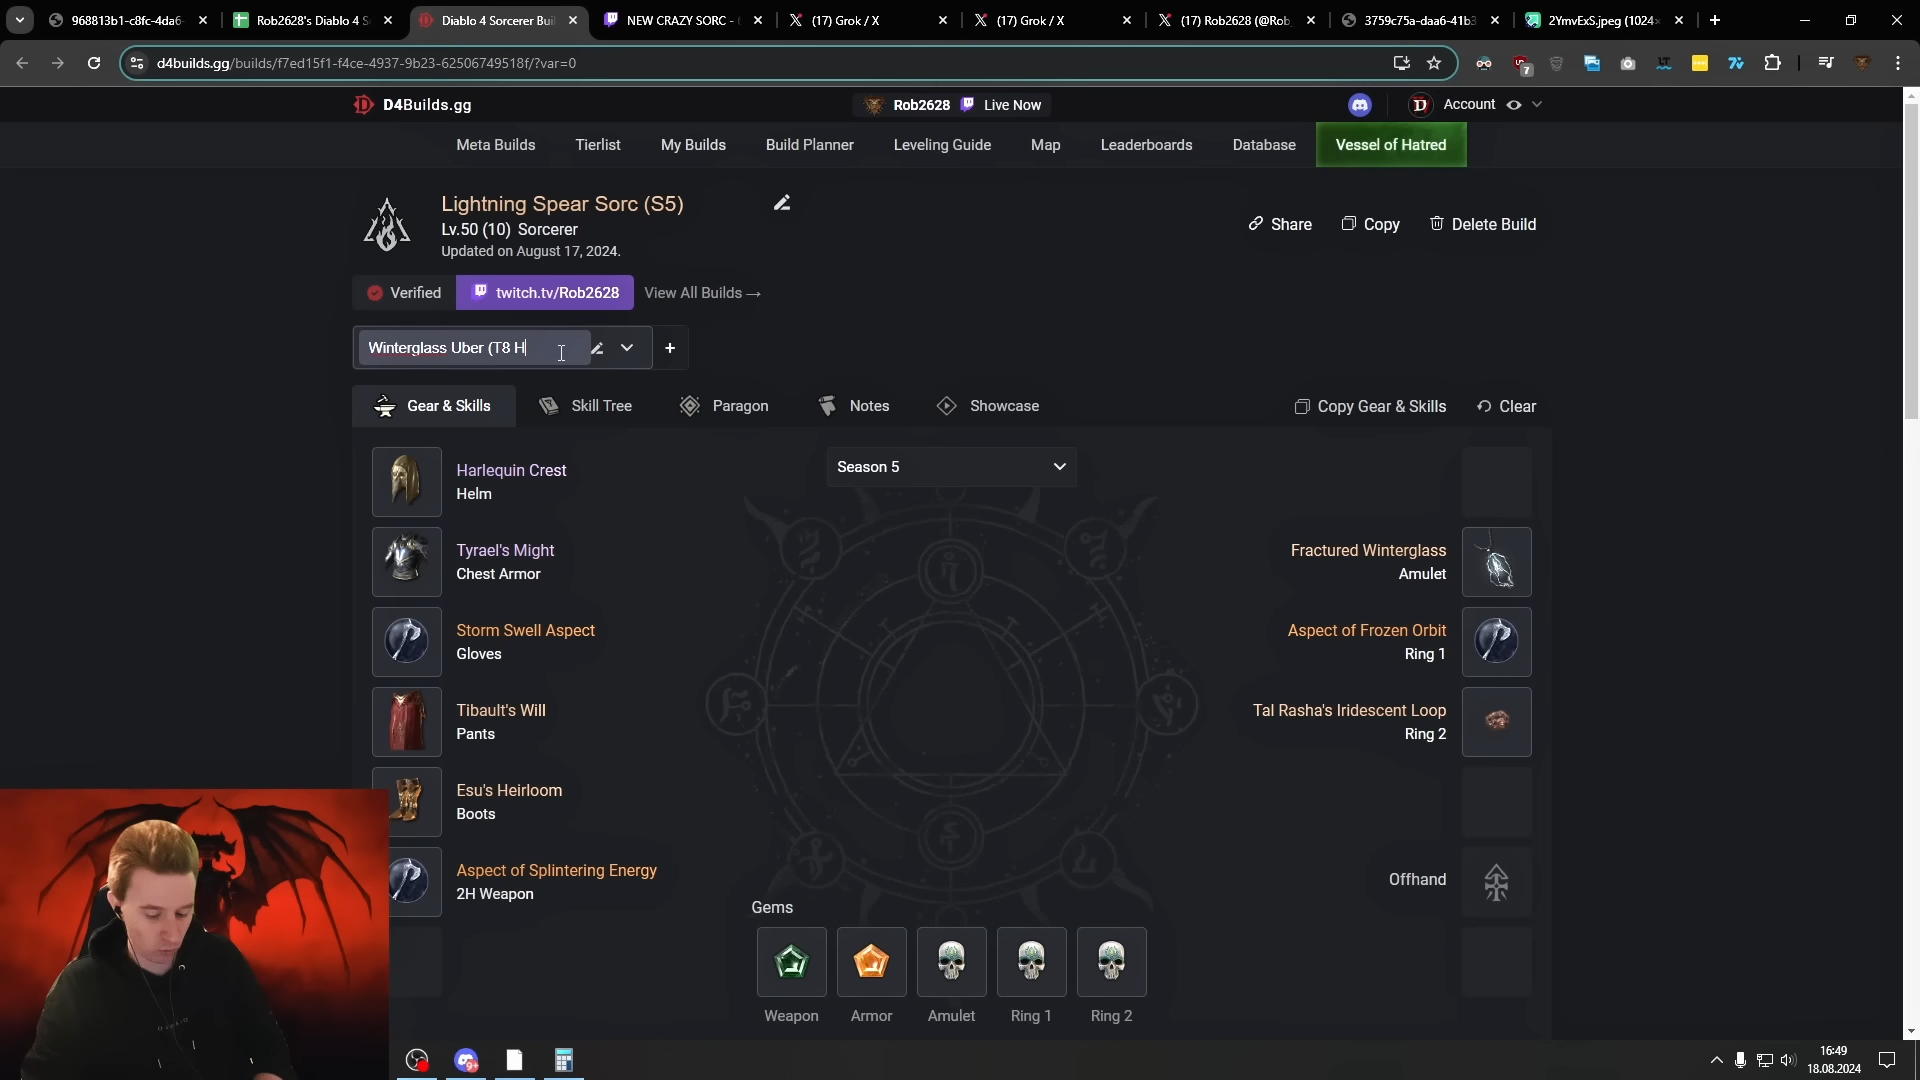 968813b1-c8fc-4da6-
Rob2628's Diablo 4 S
Diablo 4 Sorcerer Bui
NEW CRAZY SORC -
(17) Grok / X
(17) Grok / X
(17) Rob2628 (@Rob
3759c75a-daa6-41b3
2YmvExS.jpeg (1024×
d4builds.gg/builds/f7ed15f1-f4ce-4937-9b23-62506749518f/?var=0
7
D4Builds.gg
Rob2628 Live Now
Account
Meta Builds
Tierlist
My Builds
Build Planner
Leveling Guide
Map
Leaderboards
Database
Vessel of Hatred
Lightning Spear Sorc (S5)
Lv.50 (10) Sorcerer
Updated on August 17, 2024.
Share
Copy
Delete Build
Verified
twitch.tv/Rob2628
View All Builds →
Winterglass Uber (T8 H
+
Gear & Skills
Skill Tree
Paragon
Notes
Showcase
Copy Gear & Skills
Clear
Season 5
Harlequin Crest
Helm
Tyrael's Might
Chest Armor
Fractured Winterglass
Amulet
Storm Swell Aspect
Gloves
Aspect of Frozen Orbit
Ring 1
Tibault's Will
Pants
Tal Rasha's Iridescent Loop
Ring 2
Esu's Heirloom
Boots
Aspect of Splintering Energy
2H Weapon
Offhand
Gems
Weapon
Armor
Amulet
Ring 1
Ring 2
9+
16:49
18.08.2024